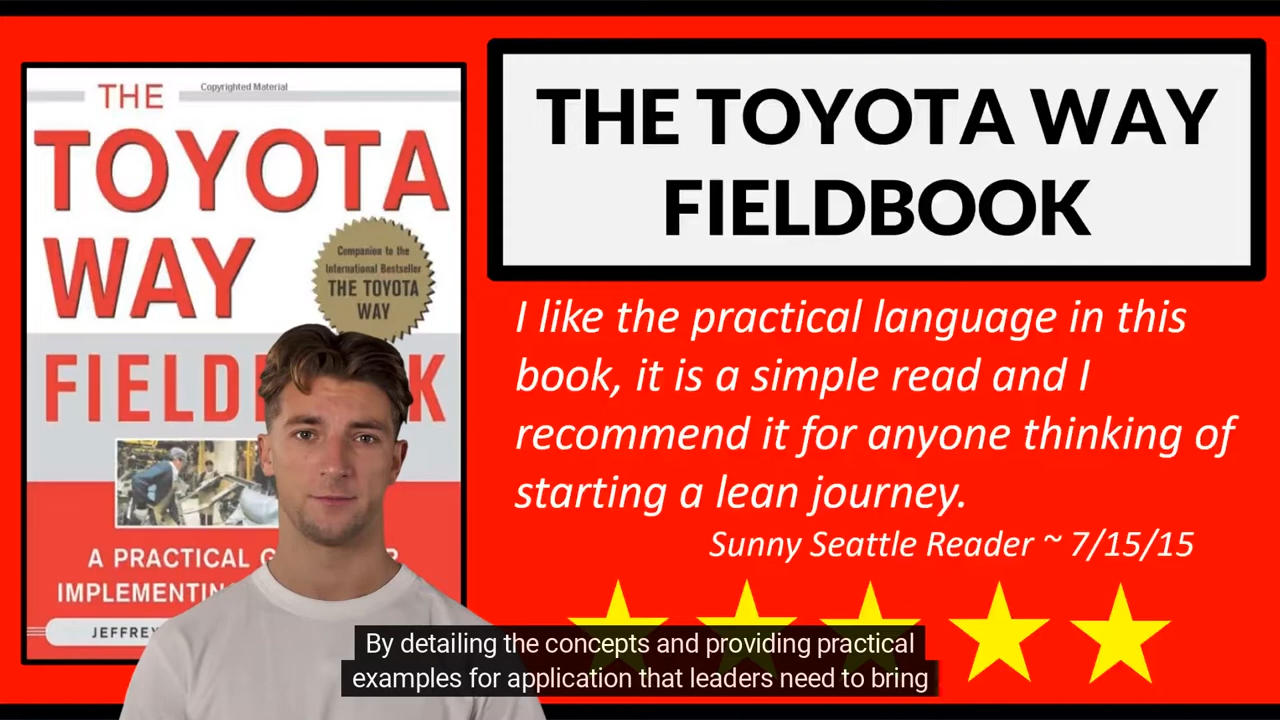 THE
Copyrighted Material
TOYOTA
WAY
Companion to the
International Bestseller
THE TOYOTA
WAY
FIELD
K
A PRACTICAL G
IMPLEMENTIN
JEFFREY
THE TOYOTA WAY
FIELDBOOK
I like the practical language in this
book, it is a simple read and I
recommend it for anyone thinking of
starting a lean journey.
Sunny Seattle Reader ~ 7/15/15
By detailing the concepts and providing practical
examples for application that leaders need to bring